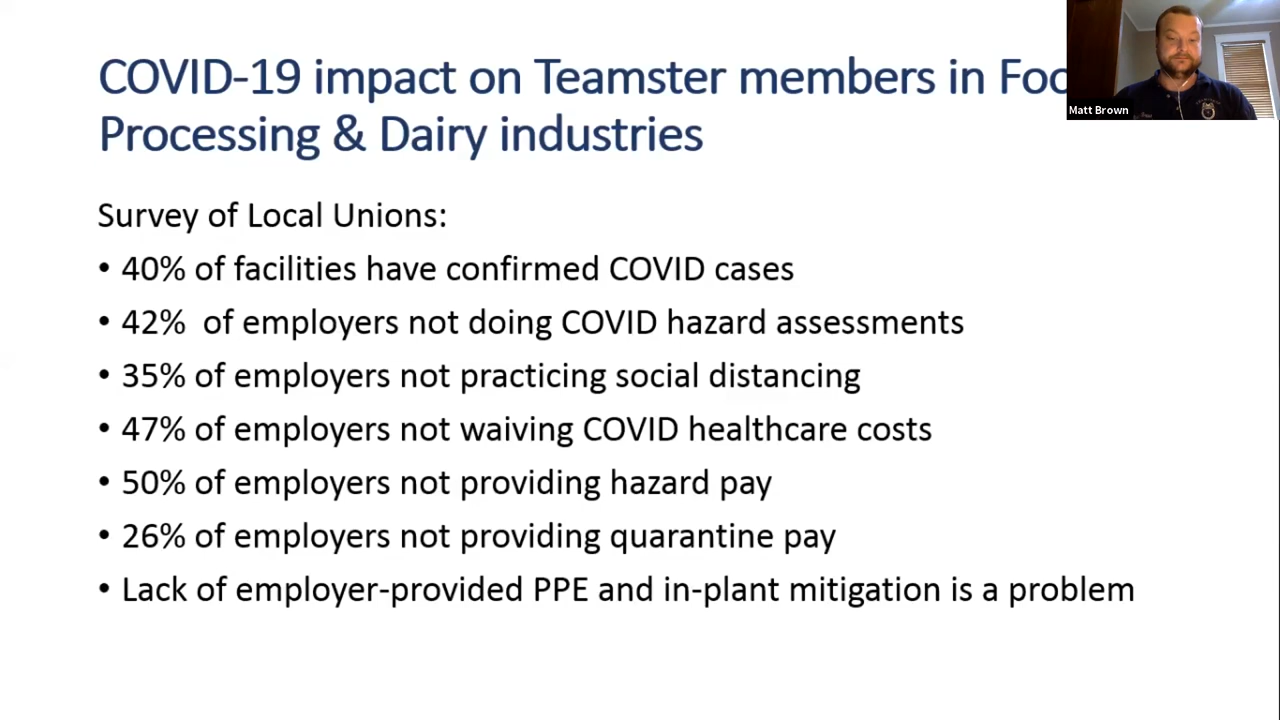 COVID-19 impact on Teamster members in Foo
Processing & Dairy industries
Matt Brown
Survey of Local Unions:
• 40% of facilities have confirmed COVID cases
• 42%  of employers not doing COVID hazard assessments
• 35% of employers not practicing social distancing
• 47% of employers not waiving COVID healthcare costs
• 50% of employers not providing hazard pay
• 26% of employers not providing quarantine pay
• Lack of employer-provided PPE and in-plant mitigation is a problem